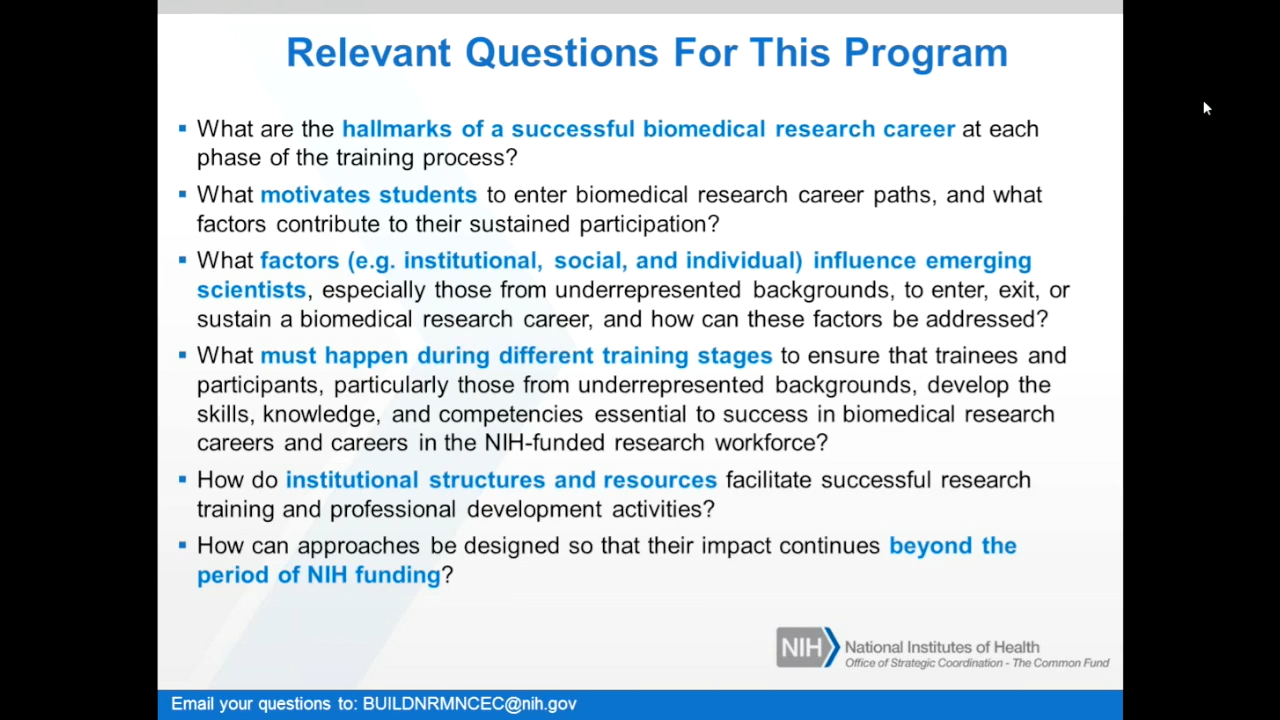 Relevant Questions For This Program
▪ What are the hallmarks of a successful biomedical research career at each
phase of the training process?
▪ What motivates students to enter biomedical research career paths, and what
factors contribute to their sustained participation?
▪ What factors (e.g. institutional, social, and individual) influence emerging
scientists, especially those from underrepresented backgrounds, to enter, exit, or
sustain a biomedical research career, and how can these factors be addressed?
▪ What must happen during different training stages to ensure that trainees and
participants, particularly those from underrepresented backgrounds, develop the
skills, knowledge, and competencies essential to success in biomedical research
careers and careers in the NIH-funded research workforce?
▪ How do institutional structures and resources facilitate successful research
training and professional development activities?
▪ How can approaches be designed so that their impact continues beyond the
period of NIH funding?
NIH National Institutes of Health
Office of Strategic Coordination - The Common Fund
Email your questions to: BUILDNRMNCEC@nih.gov